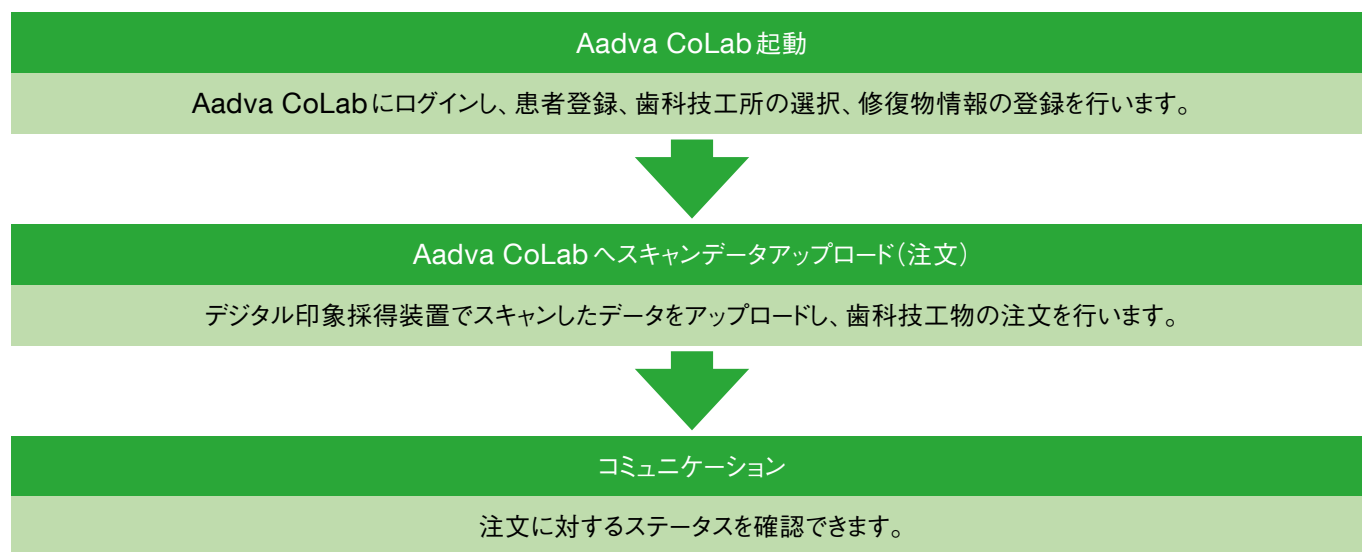 Aadva CoLab起動
Aadva CoLabにログインし、患者登録、歯科技工所の選択、修復物情報の登録を行います。
Aadva CoLabへスキャンデータアップロード（注文）
デジタル印象採得装置でスキャンしたデータをアップロードし、歯科技工物の注文を行います。
コミュニケーション
注文に対するステータスを確認できます。